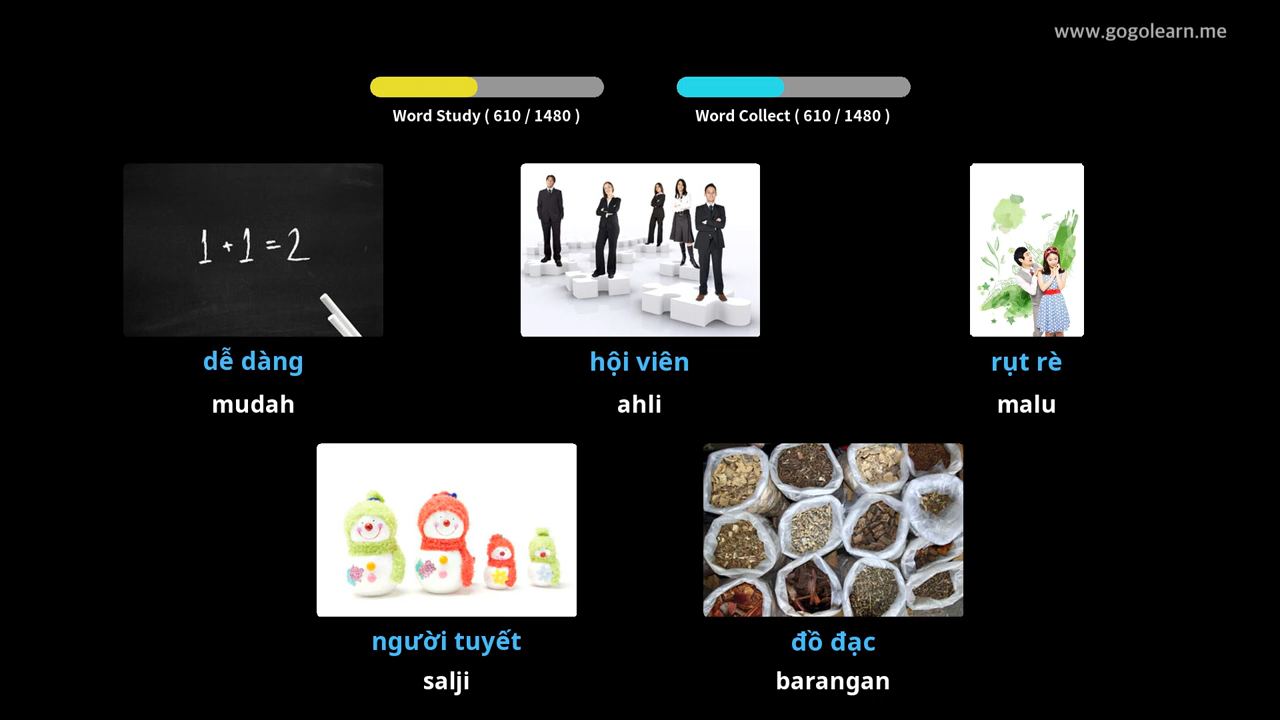 www.gogolearn.me
Word Study ( 610 / 1480 )
Word Collect ( 610 / 1480 )
1 + 1 = 2
dễ dàng
hội viên
rụt rè
mudah
ahli
malu
người tuyết
đồ đạc
salji
barangan